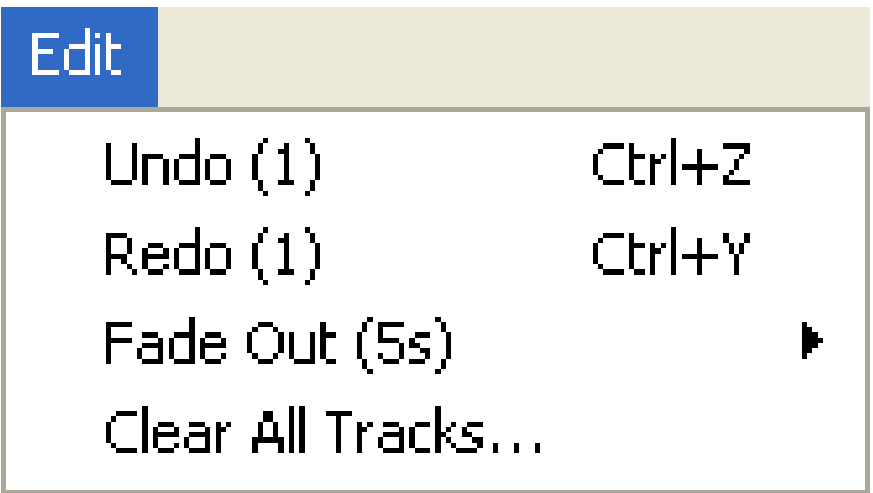 Edit
Undo (1) Ctrl+Z
Redo (1) Ctrl+Y
Fade Out (5s)
Clear All Tracks...